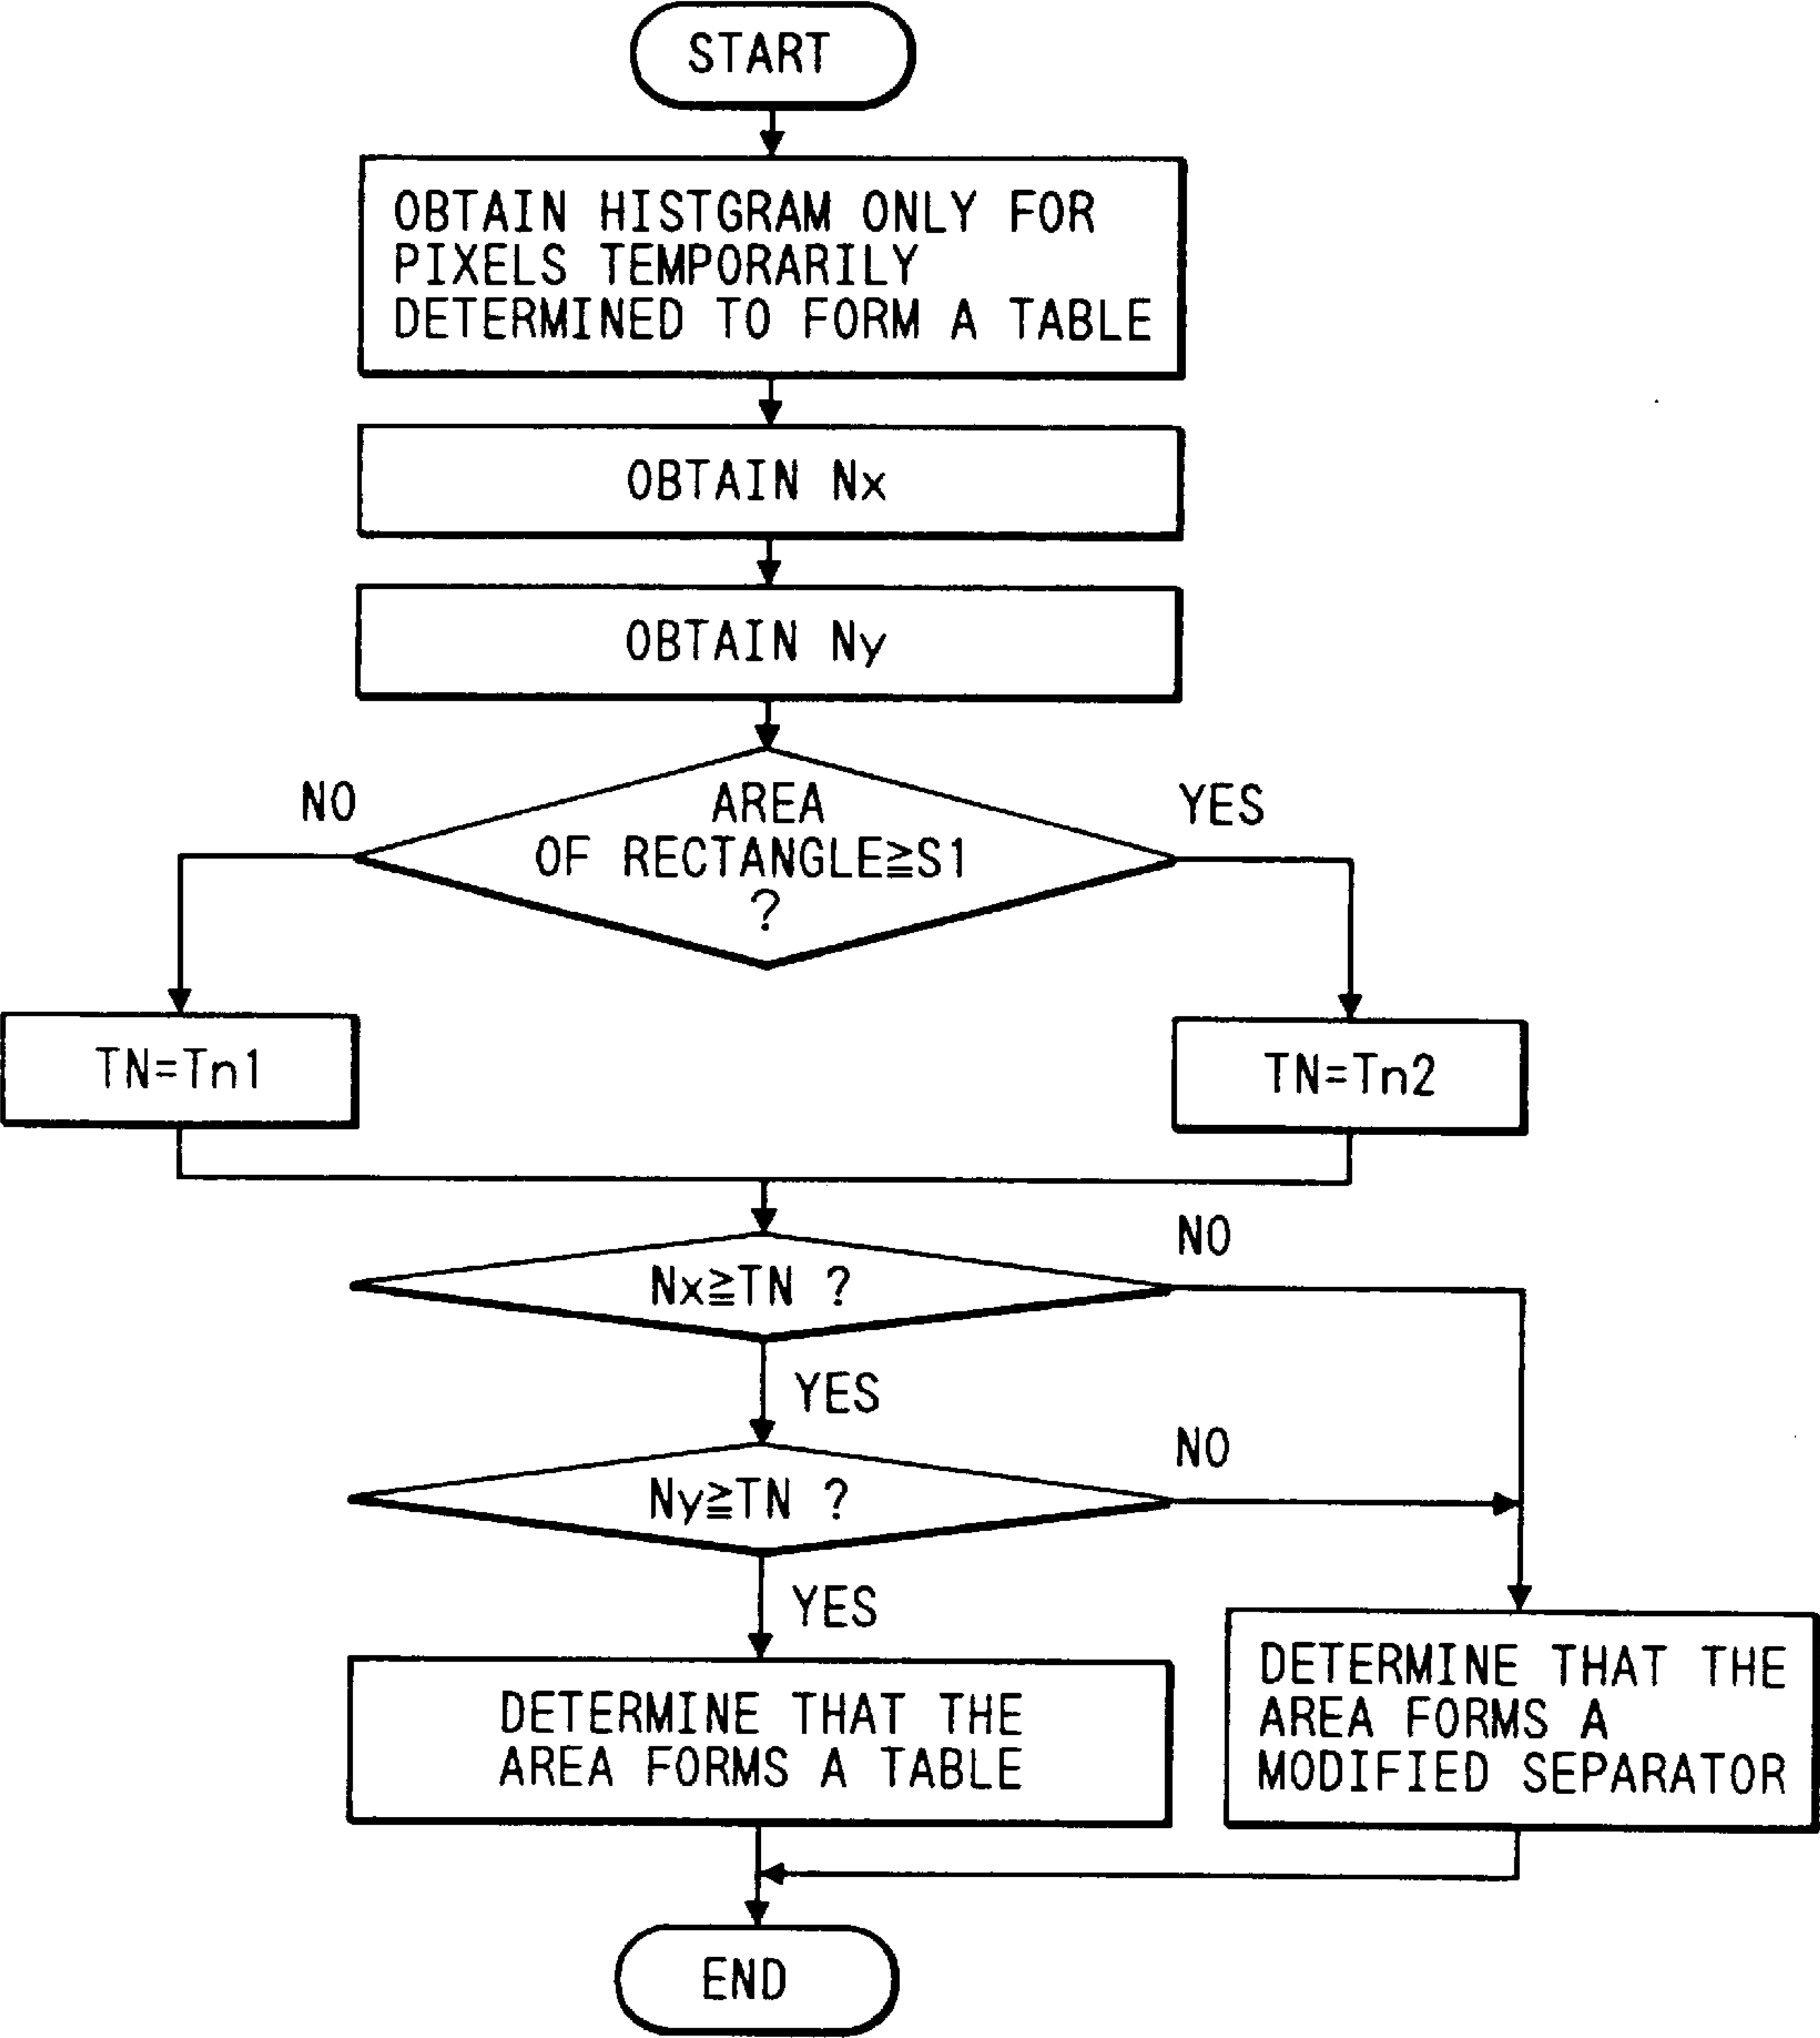 START
OBTAIN HISTGRAM ONLY FOR
PIXELS TEMPORARILY
DETERMINED TO FORM A TABLE
OBTAIN Nx
OBTAIN Ny
NO
AREA
OF RECTANGLE≧S1
?
YES
TN=Tn1
TN=Tn2
Nx≧TN ?
NO
YES
Ny≧TN ?
NO
YES
DETERMINE THAT THE
AREA FORMS A TABLE
DETERMINE THAT THE
AREA FORMS A
MODIFIED SEPARATOR
END